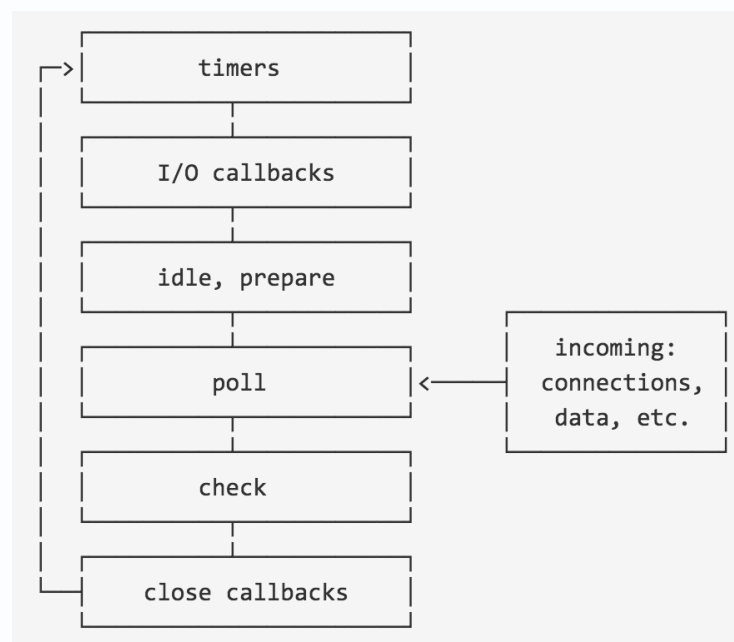 timers
I/O callbacks
idle, prepare
poll
incoming:
connections,
data, etc.
check
close callbacks